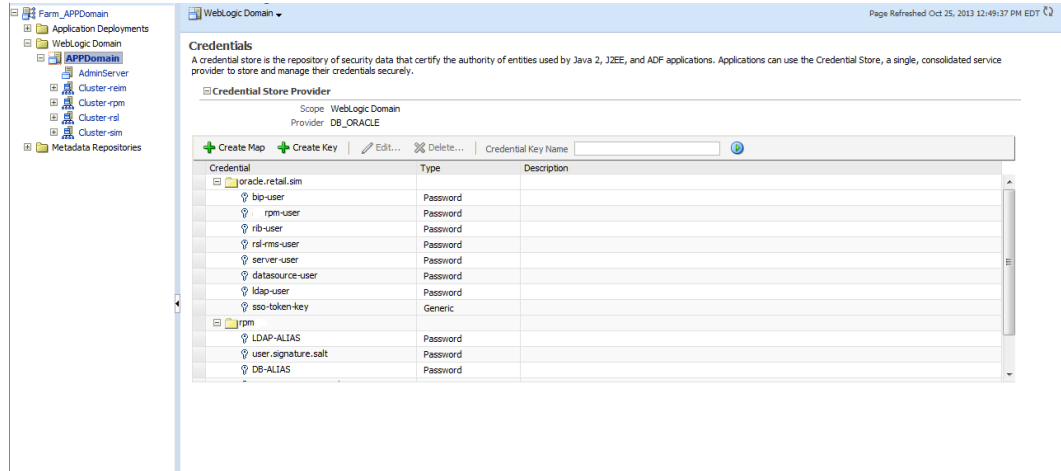 Farm_APPDomain
Application Deployments
WebLogic Domain
APPDomain
AdminServer
Cluster-reim
Cluster-rpm
Cluster-rsl
Cluster-sim
Metadata Repositories
WebLogic Domain
Page Refreshed Oct 25, 2013 12:49:37 PM EDT
Credentials
A credential store is the repository of security data that certify the authority of entities used by Java 2, J2EE, and ADF applications. Applications can use the Credential Store, a single, consolidated service
provider to store and manage their credentials securely.
Credential Store Provider
Scope WebLogic Domain
Provider DB_ORACLE
Create Map Create Key Edit... Delete... Credential Key Name
Credential Type Description
oracle.retail.sim
bip-user Password
rpm-user Password
rib-user Password
rsl-rms-user Password
server-user Password
datasource-user Password
ldap-user Password
sso-token-key Generic
rpm
LDAP-ALIAS Password
user.signature.salt Password
DB-ALIAS Password